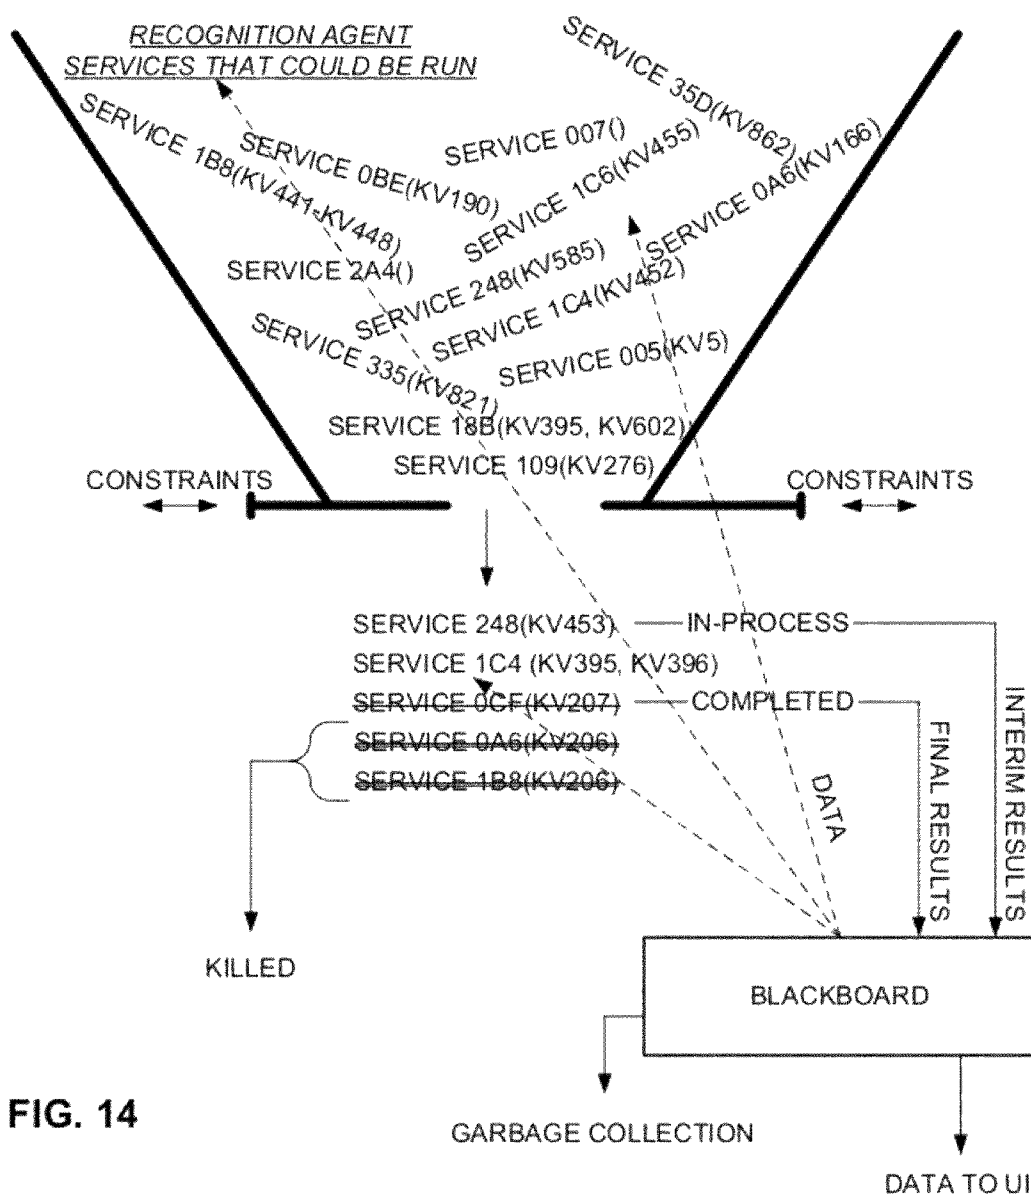 RECOGNITION AGENT
SERVICES THAT COULD BE RUN
SERVICE 35D(KV862)
SERVICE 1B8(KV441-KV448)
SERVICE 0BE(KV190)
SERVICE 007()
SERVICE 1C6(KV455)
SERVICE 0A6(KV166)
SERVICE 2A4()
SERVICE 248(KV585)
SERVICE 1C4(KV452)
SERVICE 335(KV821)
SERVICE 005(KV5)
SERVICE 18B(KV395, KV602)
SERVICE 109(KV276)
CONSTRAINTS
CONSTRAINTS
SERVICE 248(KV453)
IN-PROCESS
SERVICE 1C4 (KV395, KV396)
SERVICE 0CF(KV207)
COMPLETED
SERVICE 0A6(KV206)
SERVICE 1B8(KV206)
DATA
FINAL RESULTS
INTERIM RESULTS
KILLED
BLACKBOARD
FIG. 14
GARBAGE COLLECTION
DATA TO UI